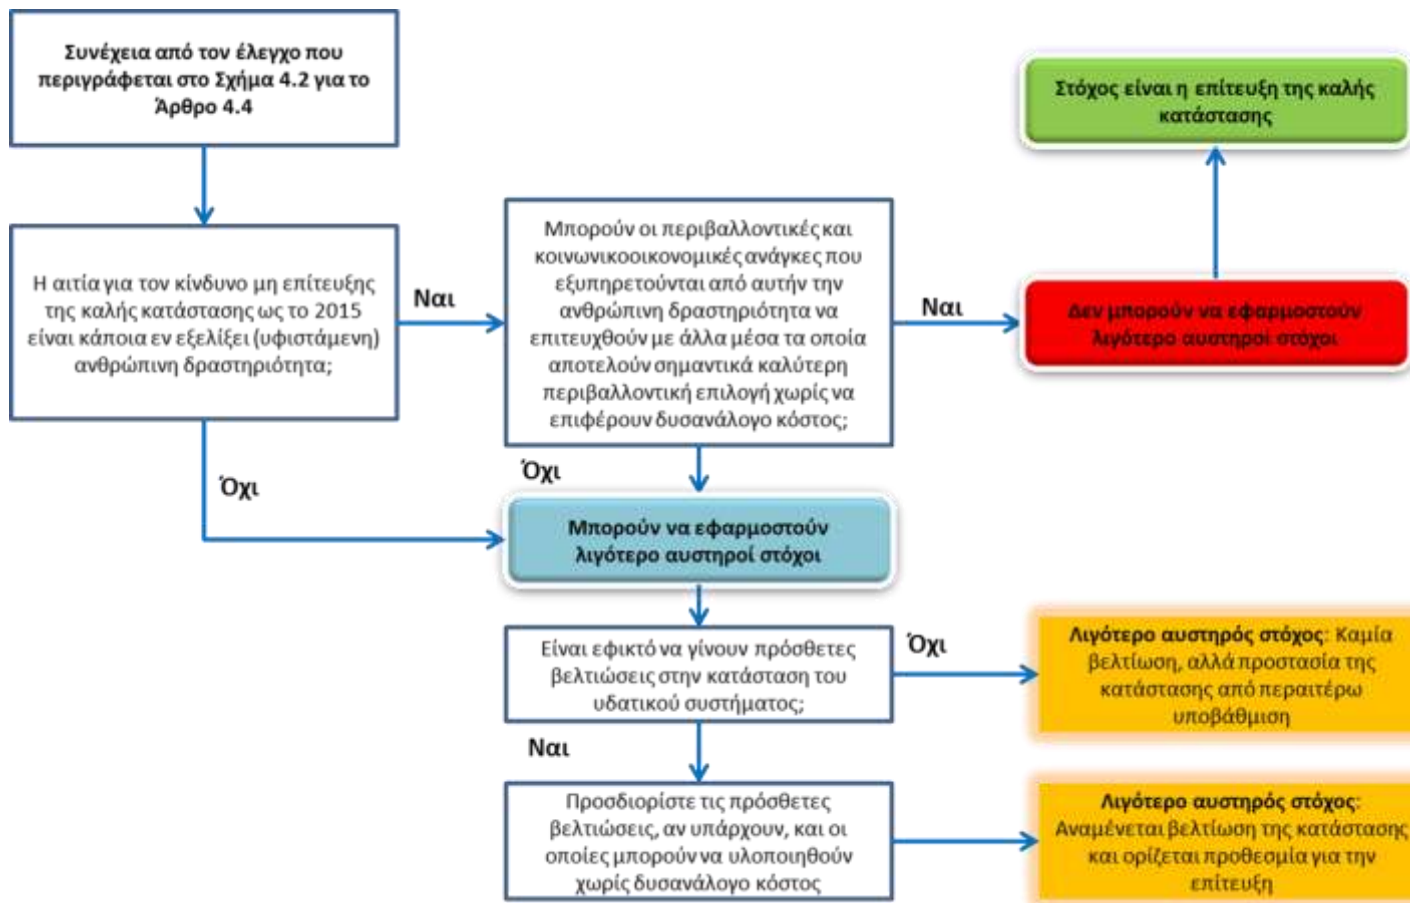 Συνέχεια από τον έλεγχο που
περιγράφεται στο Σχήμα 4.2 για το
Άρθρο 4.4
Στόχος είναι η επίτευξη της καλής
κατάστασης
Η αιτία για τον κίνδυνο μη επίτευξης
της καλής κατάστασης ως το 2015
είναι κάποια εν εξελίξει (υφιστάμενη)
ανθρώπινη δραστηριότητα;
Ναι
Μπορούν οι περιβαλλοντικές και
κοινωνικοοικονομικές ανάγκες που
εξυπηρετούνται από αυτήν την
ανθρώπινη δραστηριότητα να
επιτευχθούν με άλλα μέσα τα οποία
αποτελούν σημαντικά καλύτερη
περιβαλλοντική επιλογή χωρίς να
επιφέρουν δυσανάλογο κόστος;
Ναι
Δεν μπορούν να εφαρμοστούν
λιγότερο αυστηροί στόχοι
Όχι
Όχι
Μπορούν να εφαρμοστούν
λιγότερο αυστηροί στόχοι
Είναι εφικτό να γίνουν πρόσθετες
βελτιώσεις στην κατάσταση του
υδατικού συστήματος;
Όχι
Λιγότερο αυστηρός στόχος: Καμία
βελτίωση, αλλά προστασία της
κατάστασης από περαιτέρω
υποβάθμιση
Ναι
Προσδιορίστε τις πρόσθετες
βελτιώσεις, αν υπάρχουν, και οι
οποίες μπορούν να υλοποιηθούν
χωρίς δυσανάλογο κόστος
Λιγότερο αυστηρός στόχος:
Αναμένεται βελτίωση της κατάστασης
και ορίζεται προθεσμία για την
επίτευξη